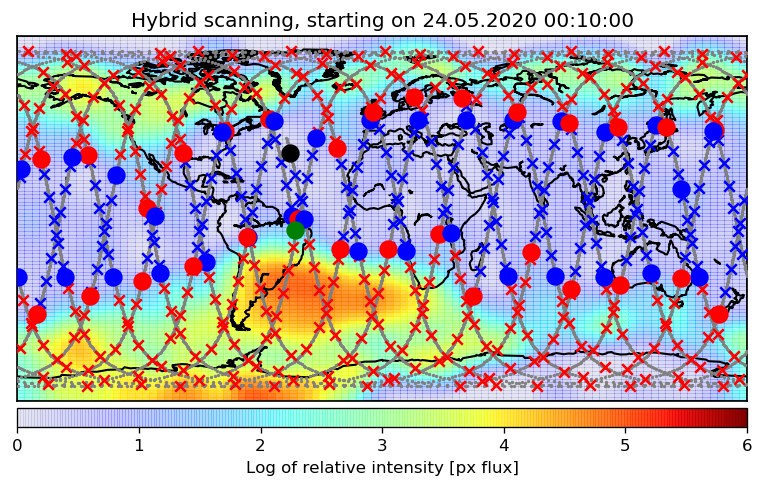 Hybrid scanning, starting on 24.05.2020 00:10:00
0 1 2 3 4 5 6
Log of relative intensity [px flux]